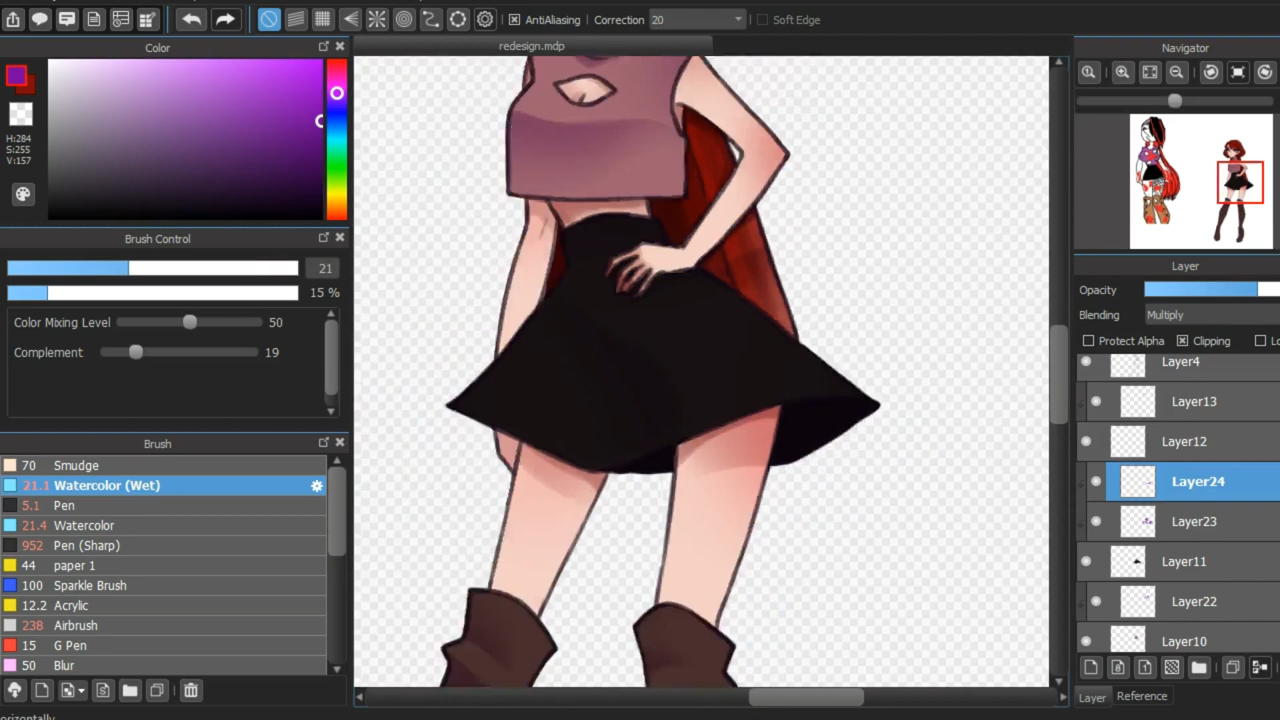 AntiAliasing
Correction 20
Soft Edge
Color
redesign.mdp
Navigator
H:284
S:255
V:157
Brush Control
21
15 %
Color Mixing Level 50
Complement 19
Brush
70 Smudge
21.1 Watercolor (Wet)
5.1 Pen
21.4 Watercolor
952 Pen (Sharp)
44 paper 1
100 Sparkle Brush
12.2 Acrylic
238 Airbrush
15 G Pen
50 Blur
Layer
Opacity
Blending Multiply
Protect Alpha Clipping Lo
Layer4
Layer13
Layer12
Layer24
Layer23
Layer11
Layer22
Layer10
Layer Reference
orizontally